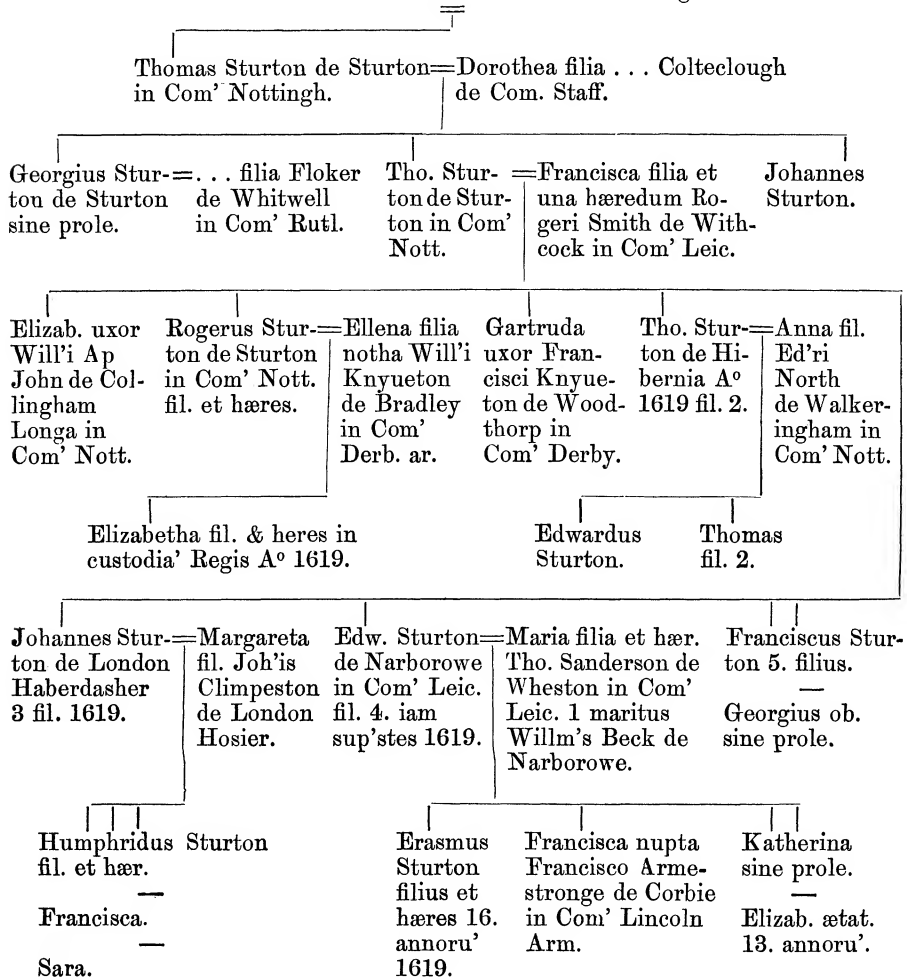 Thomas Sturton de Sturton=Dorothea filia . . . Colteclough
in Com' Nottingh.
de Com. Staff.
Georgius Stur-=. . . filia Floker
tou de Sturton
de Whitwell
sine prole.
in Com' Rutl.
Tho. Stur-
ton de Stur-
ton in Com'
Nott.
=Francisca filia et
una hæredum Ro-
geri Smith de With-
cock in Com' Leic.
Johannes
Sturton.
Elizab. uxor
Will'i Ap
John de Col-
lingham
Longa in
Com' Nott.
Rogerus Stur-=
ton de Sturton
in Com' Nott.
fil. et hæres.
Ellena filia
notha Will'i
Knyueton
de Bradley
in Com'
Derb. ar.
Gartruda
uxor Fran-
cisci Knyue-
ton de Wood-
thorp in
Com' Derby.
Tho. Stur-=
ton de Hi-
bernia Aº
1619 fil. 2.
Anna fil.
Ed'ri
North
de Walker-
ingham in
Com' Nott.
Elizabetha fil. & heres in
custodia' Regis Aº 1619.
Edwardus
Sturton.
Thomas
fil. 2.
Johannes Stur-=
ton de London
Haberdasher
3 fil. 1619.
Margareta
fil. Joh'is
Climpeston
de London
Hosier.
Edw. Sturton=
de Narborowe
in Com' Leic.
fil. 4. iam
sup'stes 1619.
Maria filia et hær.
Tho. Sanderson de
Wheston in Com'
Leic. 1 maritus
Willm's Beck de
Narborowe.
Franciscus Stur-
ton 5. filius.
—
Georgius ob.
sine prole.
Humphridus Sturton
fil. et hær.
—
Francisca.
—
Sara.
Erasmus
Sturton
filius et
hæres 16.
annoru'
1619.
Francisca nupta
Francisco Arme-
stronge de Corbie
in Com' Lincoln
Arm.
Katherina
sine prole.
—
Elizab. ætat.
13. annoru'.